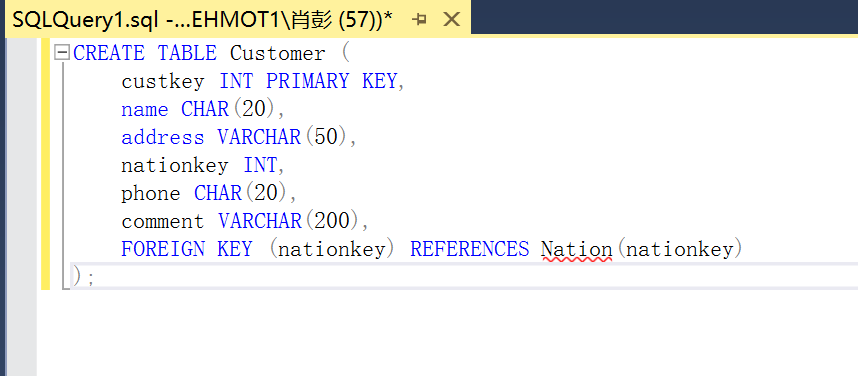 SQLQuery1.sql -...EHMOT1\肖彭 (57))*
CREATE TABLE Customer (
custkey INT PRIMARY KEY,
name CHAR(20),
address VARCHAR(50),
nationkey INT,
phone CHAR(20),
comment VARCHAR(200),
FOREIGN KEY (nationkey) REFERENCES Nation(nationkey)
);